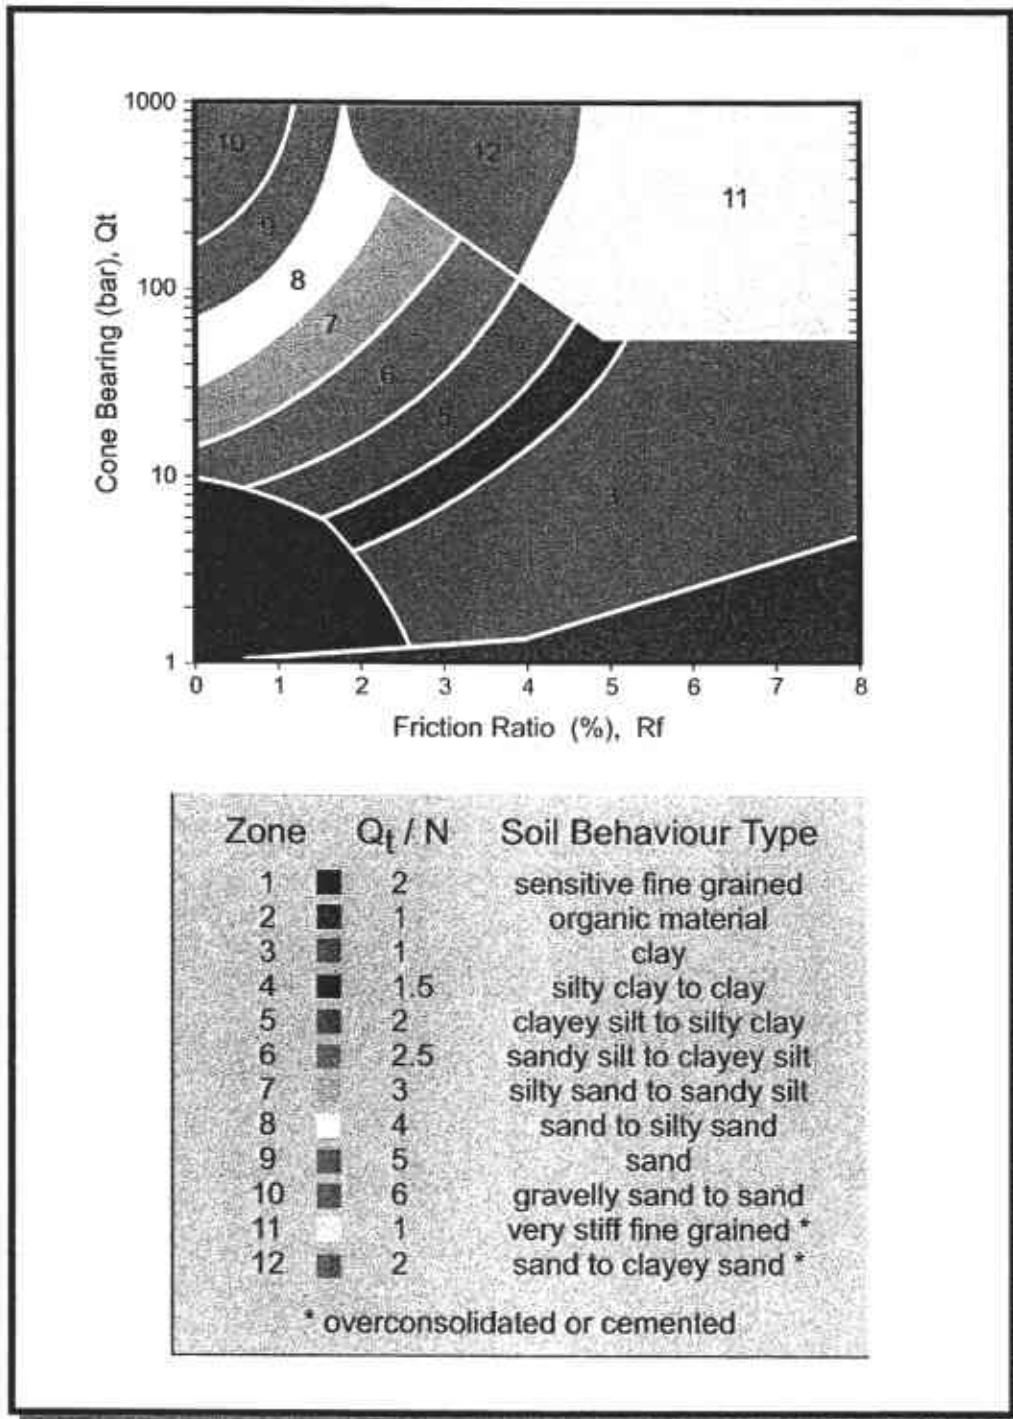 1000
10
12
11
9
Cone Bearing (bar), Qt
100
8
7
6
5
10
3
1
0 1 2 3 4 5 6 7 8
Friction Ratio (%), Rf
Zone Qt / N Soil Behaviour Type
1 2 sensitive fine grained
2 1 organic material
3 1 clay
4 1.5 silty clay to clay
5 2 clayey silt to silty clay
6 2.5 sandy silt to clayey silt
7 3 silty sand to sandy silt
8 4 sand to silty sand
9 5 sand
10 6 gravelly sand to sand
11 1 very stiff fine grained *
12 2 sand to clayey sand *
* overconsolidated or cemented